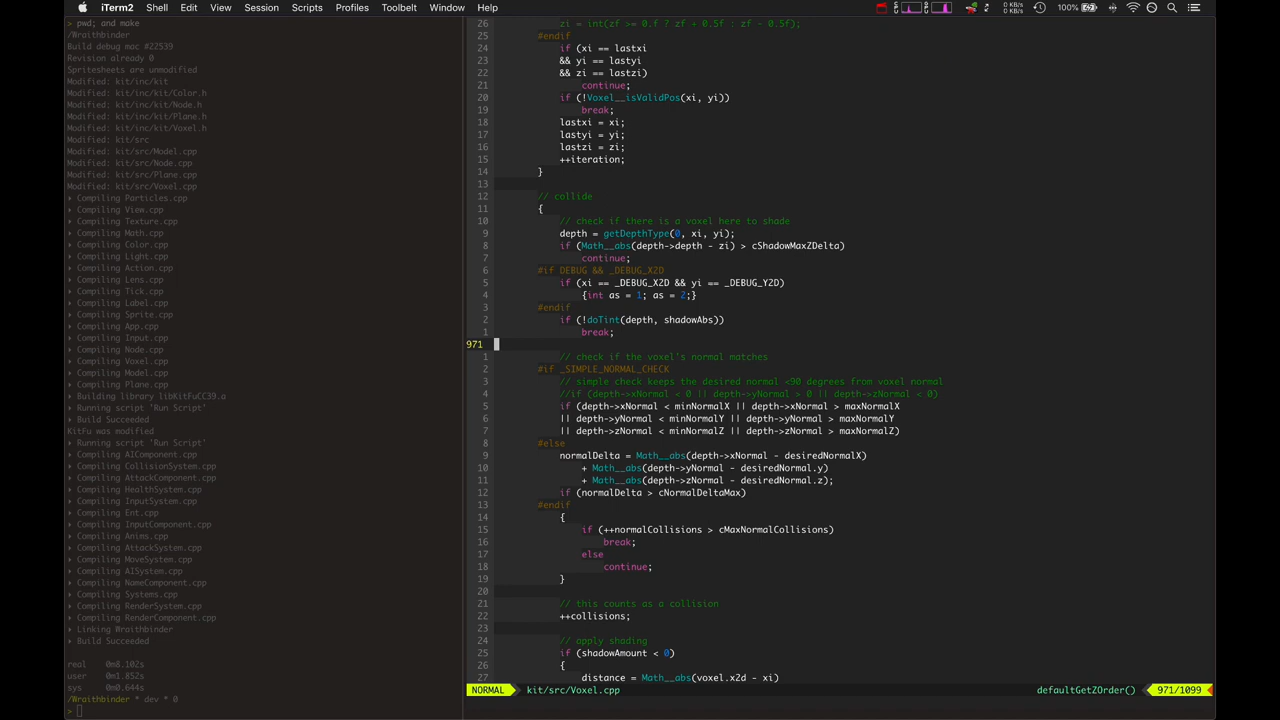 iTerm2 Shell Edit View Session Scripts Profiles Toolbelt Window Help
0 KB/s
0 KB/s
100%
> pwd; and make
/Wraithbinder
Build debug mac #22539
Revision already 0
Spritesheets are unmodified
Modified: kit/inc/kit
Modified: kit/inc/kit/Color.h
Modified: kit/inc/kit/Node.h
Modified: kit/inc/kit/Plane.h
Modified: kit/inc/kit/Voxel.h
Modified: kit/src
Modified: kit/src/Model.cpp
Modified: kit/src/Node.cpp
Modified: kit/src/Plane.cpp
Modified: kit/src/Voxel.cpp
▸ Compiling Particles.cpp
▸ Compiling View.cpp
▸ Compiling Texture.cpp
▸ Compiling Math.cpp
▸ Compiling Color.cpp
▸ Compiling Light.cpp
▸ Compiling Action.cpp
▸ Compiling Lens.cpp
▸ Compiling Tick.cpp
▸ Compiling Label.cpp
▸ Compiling Sprite.cpp
▸ Compiling App.cpp
▸ Compiling Input.cpp
▸ Compiling Node.cpp
▸ Compiling Voxel.cpp
▸ Compiling Model.cpp
▸ Compiling Plane.cpp
▸ Building library libKitFuCC39.a
▸ Running script 'Run Script'
▸ Build Succeeded
KitFu was modified
▸ Running script 'Run Script'
▸ Compiling AIComponent.cpp
▸ Compiling CollisionSystem.cpp
▸ Compiling AttackComponent.cpp
▸ Compiling HealthSystem.cpp
▸ Compiling InputSystem.cpp
▸ Compiling Ent.cpp
▸ Compiling InputComponent.cpp
▸ Compiling Anims.cpp
▸ Compiling AttackSystem.cpp
▸ Compiling MoveSystem.cpp
▸ Compiling AISystem.cpp
▸ Compiling NameComponent.cpp
▸ Compiling Systems.cpp
▸ Compiling RenderSystem.cpp
▸ Compiling RenderComponent.cpp
▸ Linking Wraithbinder
▸ Build Succeeded
real 0m8.102s
user 0m1.852s
sys 0m0.644s
/Wraithbinder * dev * 0
>
26 zi = int(zf >= 0.f ? zf + 0.5f : zf - 0.5f);
25 #endif
24 if (xi == lastxi
23 && yi == lastyi
22 && zi == lastzi)
21 continue;
20 if (!Voxel__isValidPos(xi, yi))
19 break;
18 lastxi = xi;
17 lastyi = yi;
16 lastzi = zi;
15 ++iteration;
14 }
13
12 // collide
11 {
10 // check if there is a voxel here to shade
9 depth = getDepthType(0, xi, yi);
8 if (Math__abs(depth->depth - zi) > cShadowMaxZDelta)
7 continue;
6 #if DEBUG && _DEBUG_X2D
5 if (xi == _DEBUG_X2D && yi == _DEBUG_Y2D)
4 {int as = 1; as = 2;}
3 #endif
2 if (!doTint(depth, shadowAbs))
1 break;
971
1 // check if the voxel's normal matches
2 #if _SIMPLE_NORMAL_CHECK
3 // simple check keeps the desired normal <90 degrees from voxel normal
4 //if (depth->xNormal < 0 || depth->yNormal > 0 || depth->zNormal < 0)
5 if (depth->xNormal < minNormalX || depth->xNormal > maxNormalX
6 || depth->yNormal < minNormalY || depth->yNormal > maxNormalY
7 || depth->zNormal < minNormalZ || depth->zNormal > maxNormalZ)
8 #else
9 normalDelta = Math__abs(depth->xNormal - desiredNormalX)
10 + Math__abs(depth->yNormal - desiredNormal.y)
11 + Math__abs(depth->zNormal - desiredNormal.z);
12 if (normalDelta > cNormalDeltaMax)
13 #endif
14 {
15 if (++normalCollisions > cMaxNormalCollisions)
16 break;
17 else
18 continue;
19 }
20
21 // this counts as a collision
22 ++collisions;
23
24 // apply shading
25 if (shadowAmount < 0)
26 {
27 distance = Math__abs(voxel.x2d - xi)
NORMAL kit/src/Voxel.cpp defaultGetZOrder() 971/1099